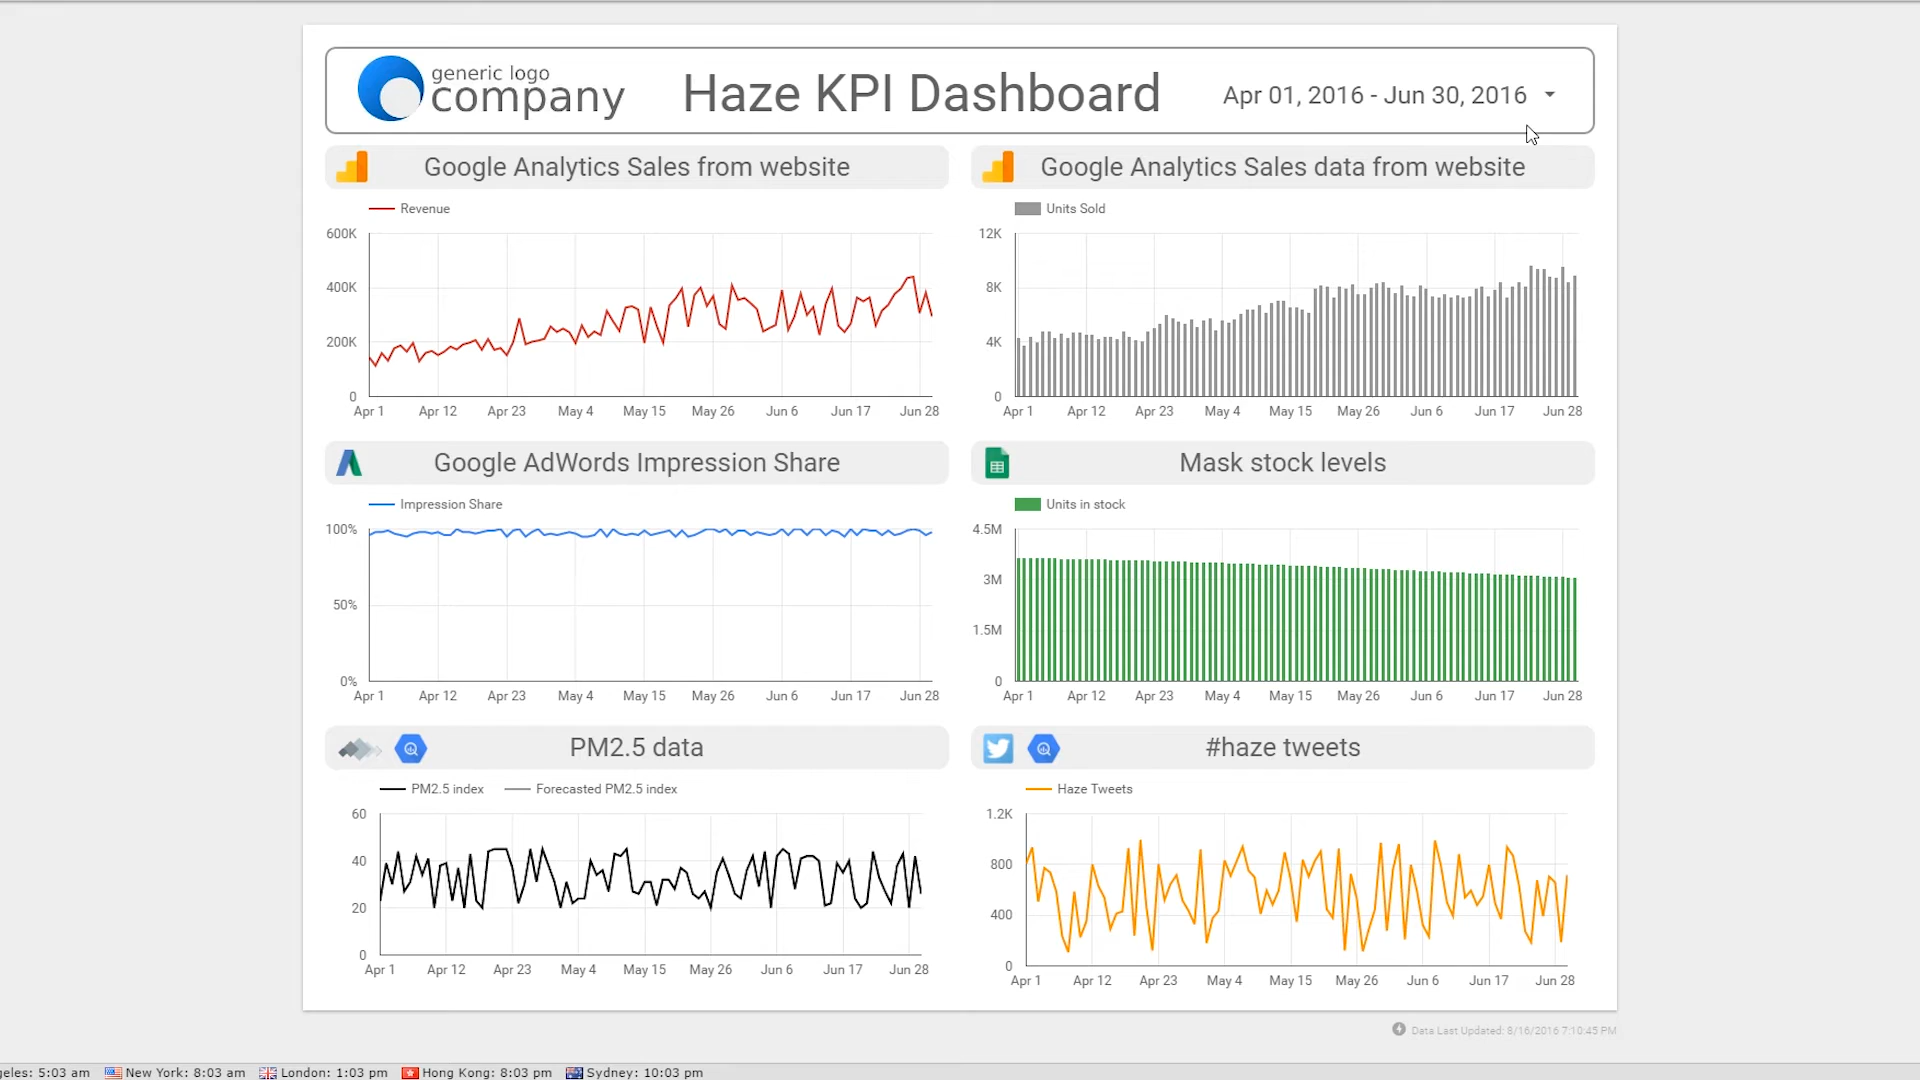 generic logo
company
Haze KPI Dashboard
Apr 01, 2016 - Jun 30, 2016
Google Analytics Sales from website
Revenue
600K
400K
200K
0
Apr 1 Apr 12 Apr 23 May 4 May 15 May 26 Jun 6 Jun 17 Jun 28
Google Analytics Sales data from website
Units Sold
12K
8K
4K
0
Apr 1 Apr 12 Apr 23 May 4 May 15 May 26 Jun 6 Jun 17 Jun 28
Google AdWords Impression Share
Impression Share
100%
50%
0%
Apr 1 Apr 12 Apr 23 May 4 May 15 May 26 Jun 6 Jun 17 Jun 28
Mask stock levels
Units in stock
4.5M
3M
1.5M
0
Apr 1 Apr 12 Apr 23 May 4 May 15 May 26 Jun 6 Jun 17 Jun 28
PM2.5 data
PM2.5 index Forecasted PM2.5 index
60
40
20
0
Apr 1 Apr 12 Apr 23 May 4 May 15 May 26 Jun 6 Jun 17 Jun 28
#haze tweets
Haze Tweets
1.2K
800
400
0
Apr 1 Apr 12 Apr 23 May 4 May 15 May 26 Jun 6 Jun 17 Jun 28
Data Last Updated: 8/16/2016 7:10:45 PM
geles: 5:03 am New York: 8:03 am London: 1:03 pm Hong Kong: 8:03 pm Sydney: 10:03 pm